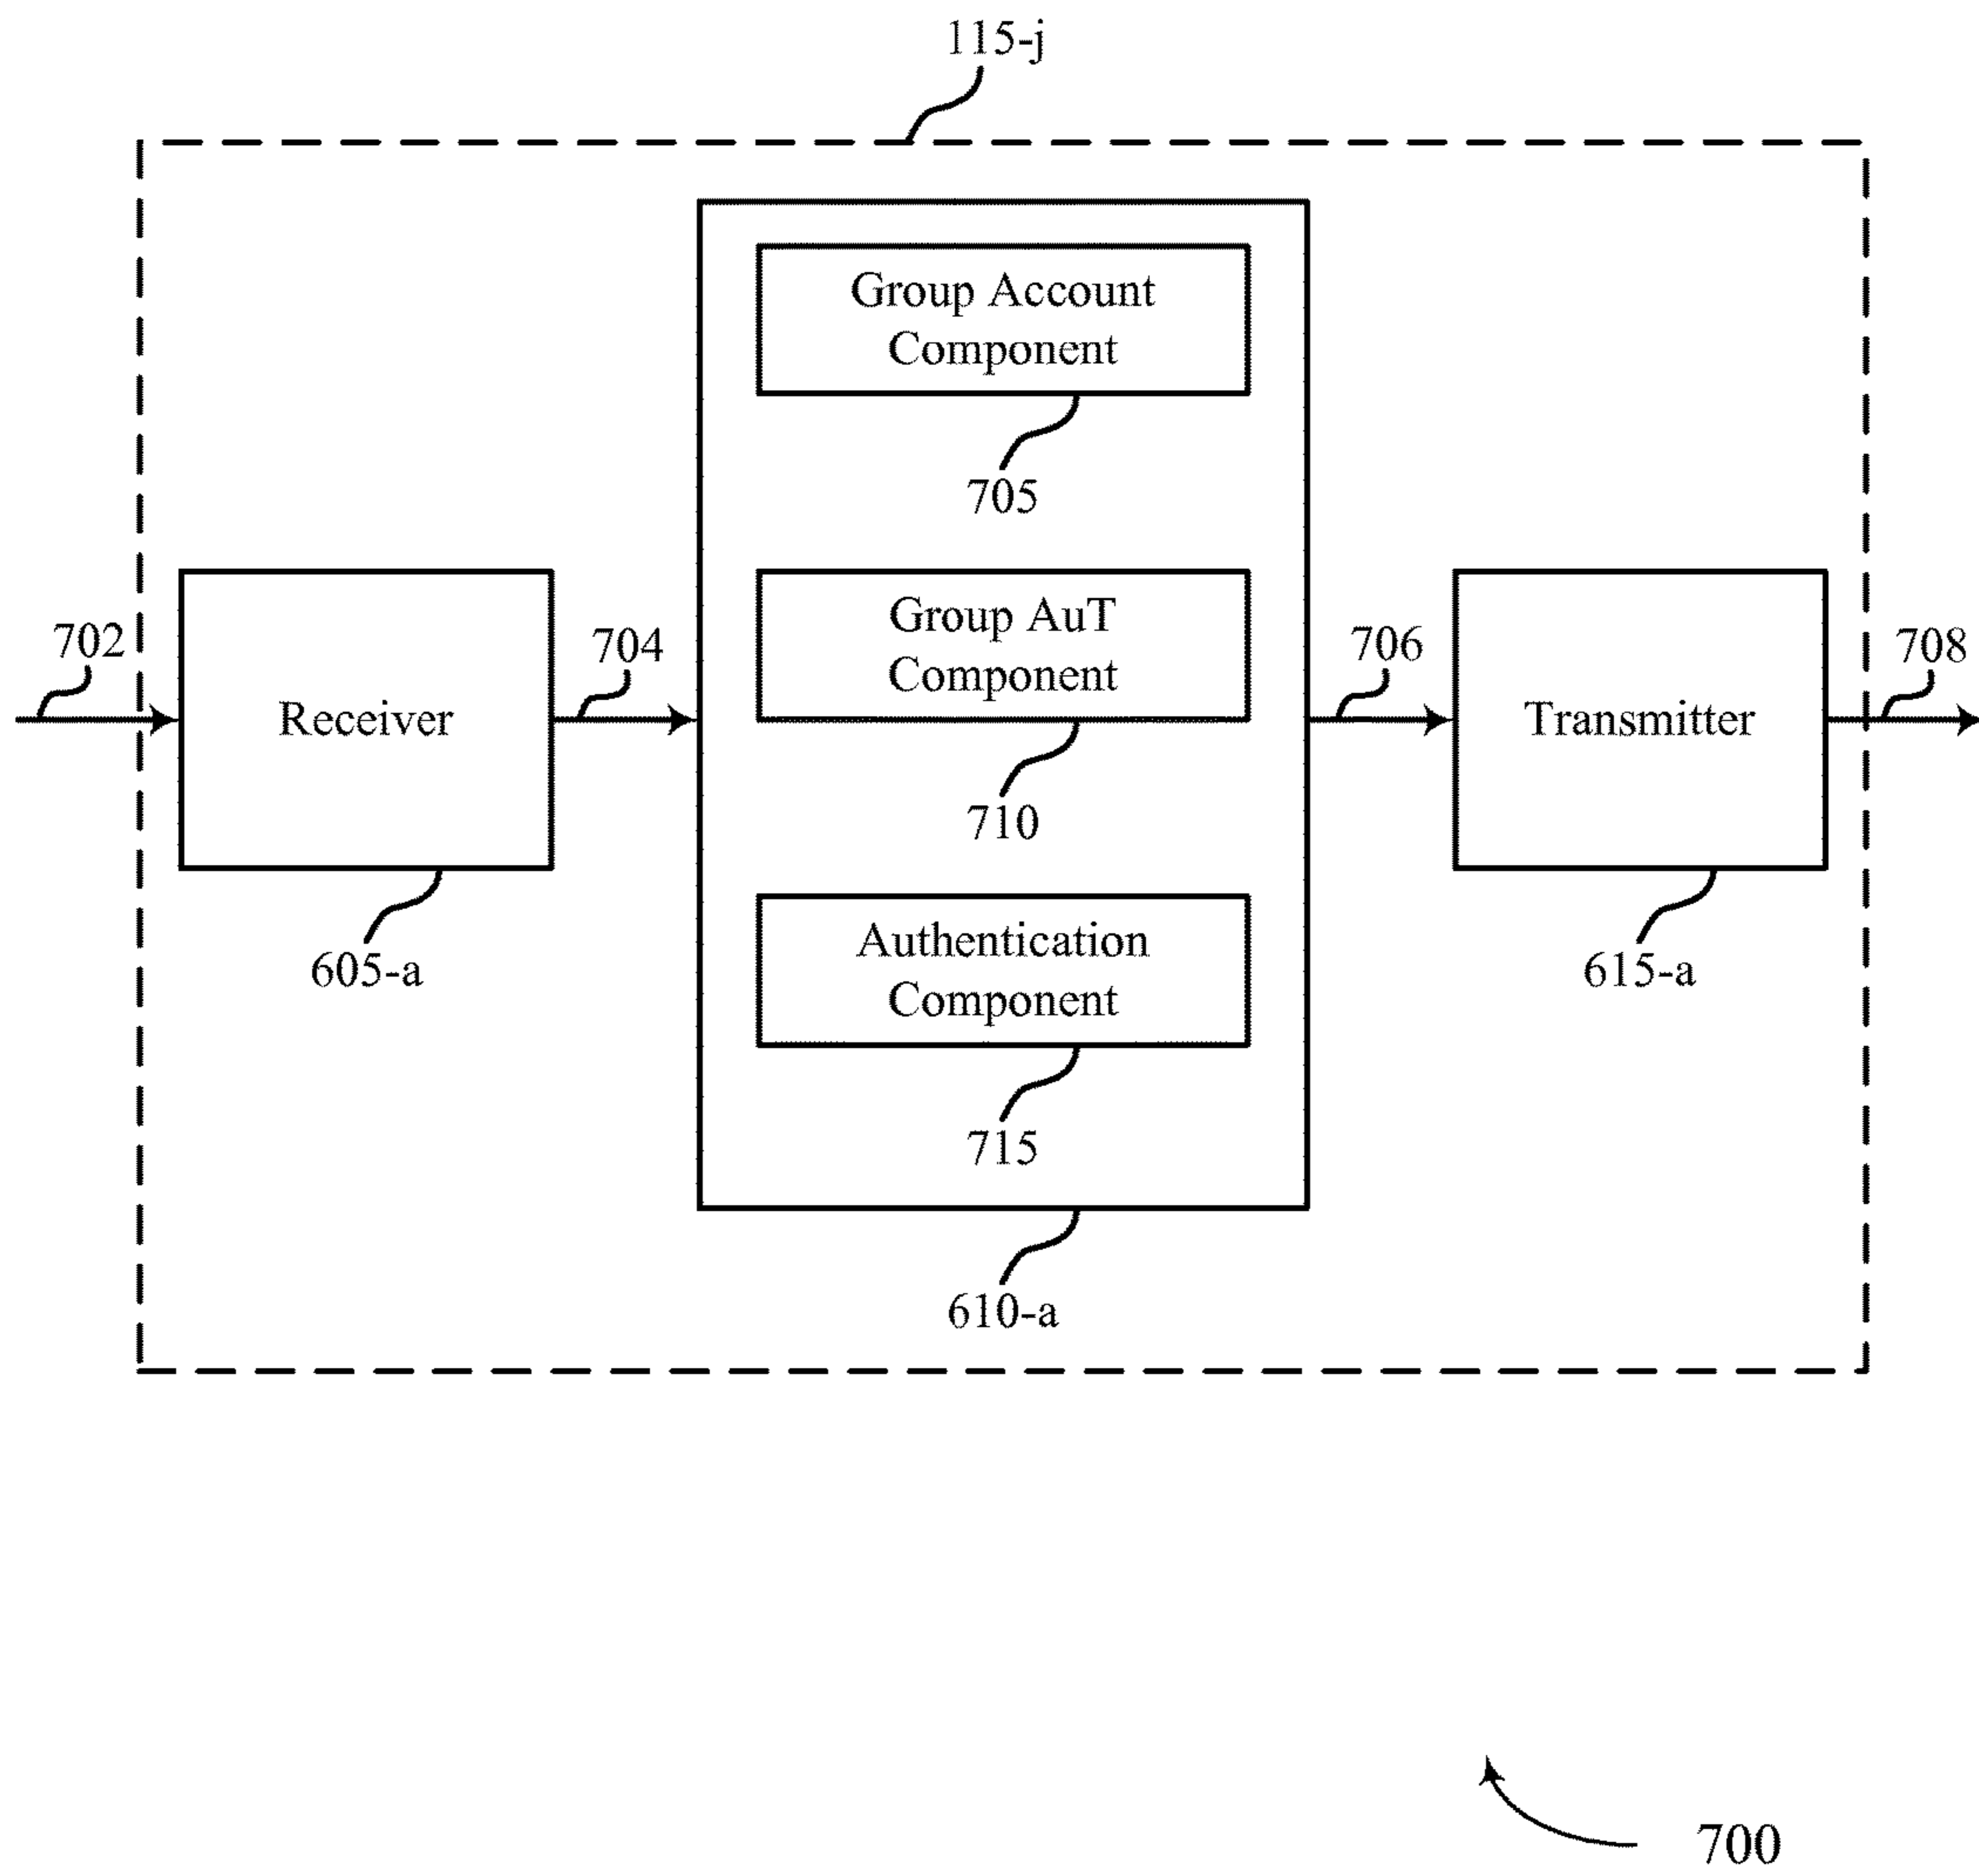 115-j
Group Account
Component
705
702
704
706
708
Receiver
Group AuT
Component
Transmitter
710
605-a
615-a
Authentication
Component
715
610-a
700